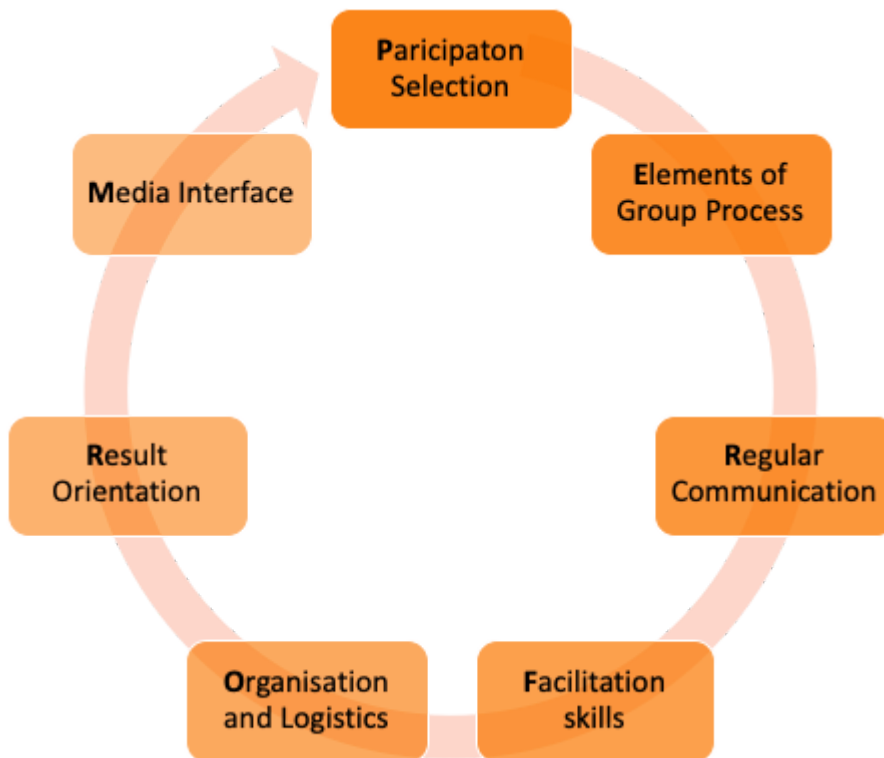 Paricipaton
Selection
Elements of
Group Process
Regular
Communication
Facilitation
skills
Organisation
and Logistics
Result
Orientation
Media Interface